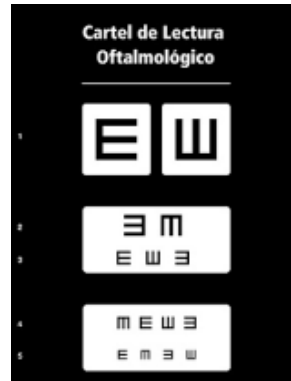 Cartel de Lectura
Oftalmológico
1 E Ш
2 Ǝ m
3 E Ш Ǝ
4 m E Ш Ǝ
5 E m Ǝ Ш